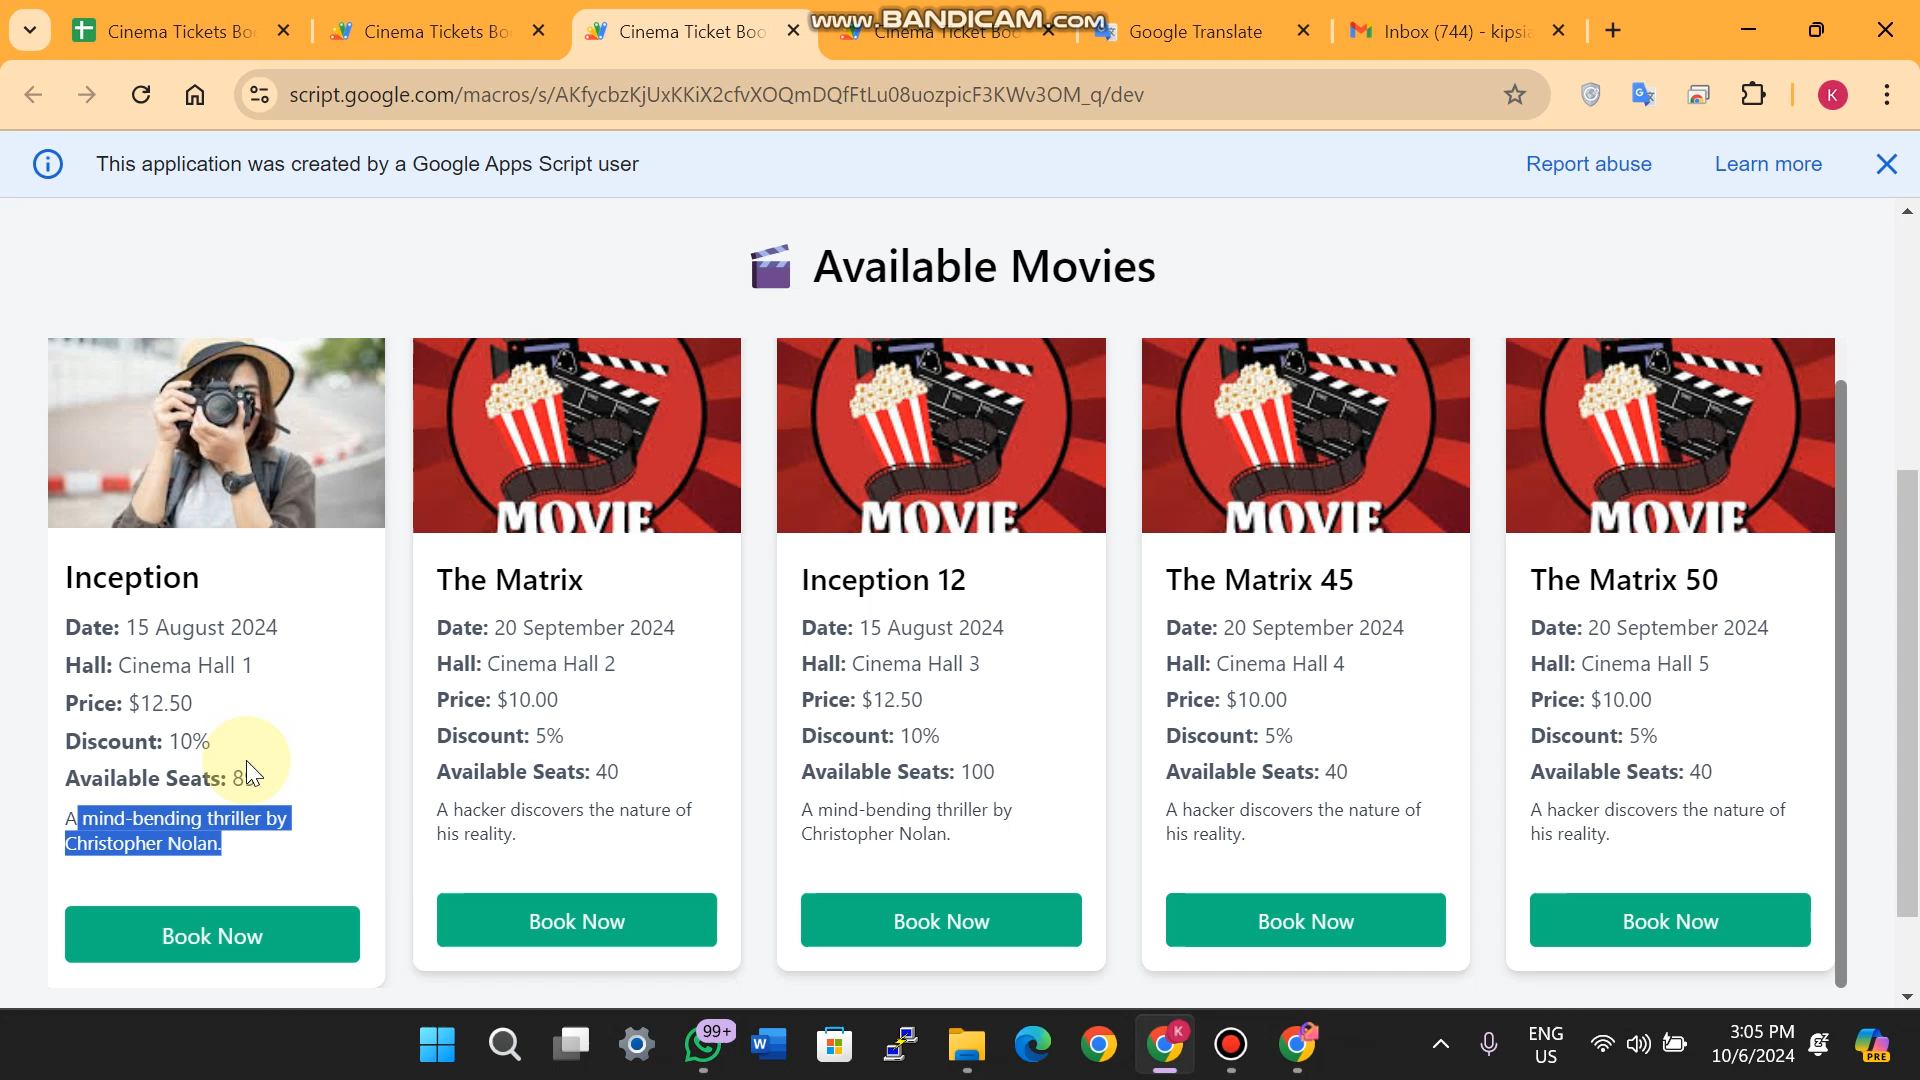 Cinema Tickets Bo
Cinema Tickets Bo
Cinema Ticket Boo
Cinema Ticket Boo
Google Translate
Inbox (744) - kipsia
www.BANDICAM.com
script.google.com/macros/s/AKfycbzKjUxKKiX2cfvXOQmDQfFtLu08uozpicF3KWv3OM_q/dev
K
This application was created by a Google Apps Script user
Report abuse
Learn more
Available Movies
MOVIE
MOVIE
MOVIE
MOVIE
Inception
Date: 15 August 2024
Hall: Cinema Hall 1
Price: $12.50
Discount: 10%
Available Seats:
A mind-bending thriller by
Christopher Nolan.
Book Now
The Matrix
Date: 20 September 2024
Hall: Cinema Hall 2
Price: $10.00
Discount: 5%
Available Seats: 40
A hacker discovers the nature of
his reality.
Book Now
Inception 12
Date: 15 August 2024
Hall: Cinema Hall 3
Price: $12.50
Discount: 10%
Available Seats: 100
A mind-bending thriller by
Christopher Nolan.
Book Now
The Matrix 45
Date: 20 September 2024
Hall: Cinema Hall 4
Price: $10.00
Discount: 5%
Available Seats: 40
A hacker discovers the nature of
his reality.
Book Now
The Matrix 50
Date: 20 September 2024
Hall: Cinema Hall 5
Price: $10.00
Discount: 5%
Available Seats: 40
A hacker discovers the nature of
his reality.
Book Now
99+
W
K
ENG
US
3:05 PM
10/6/2024
PRE